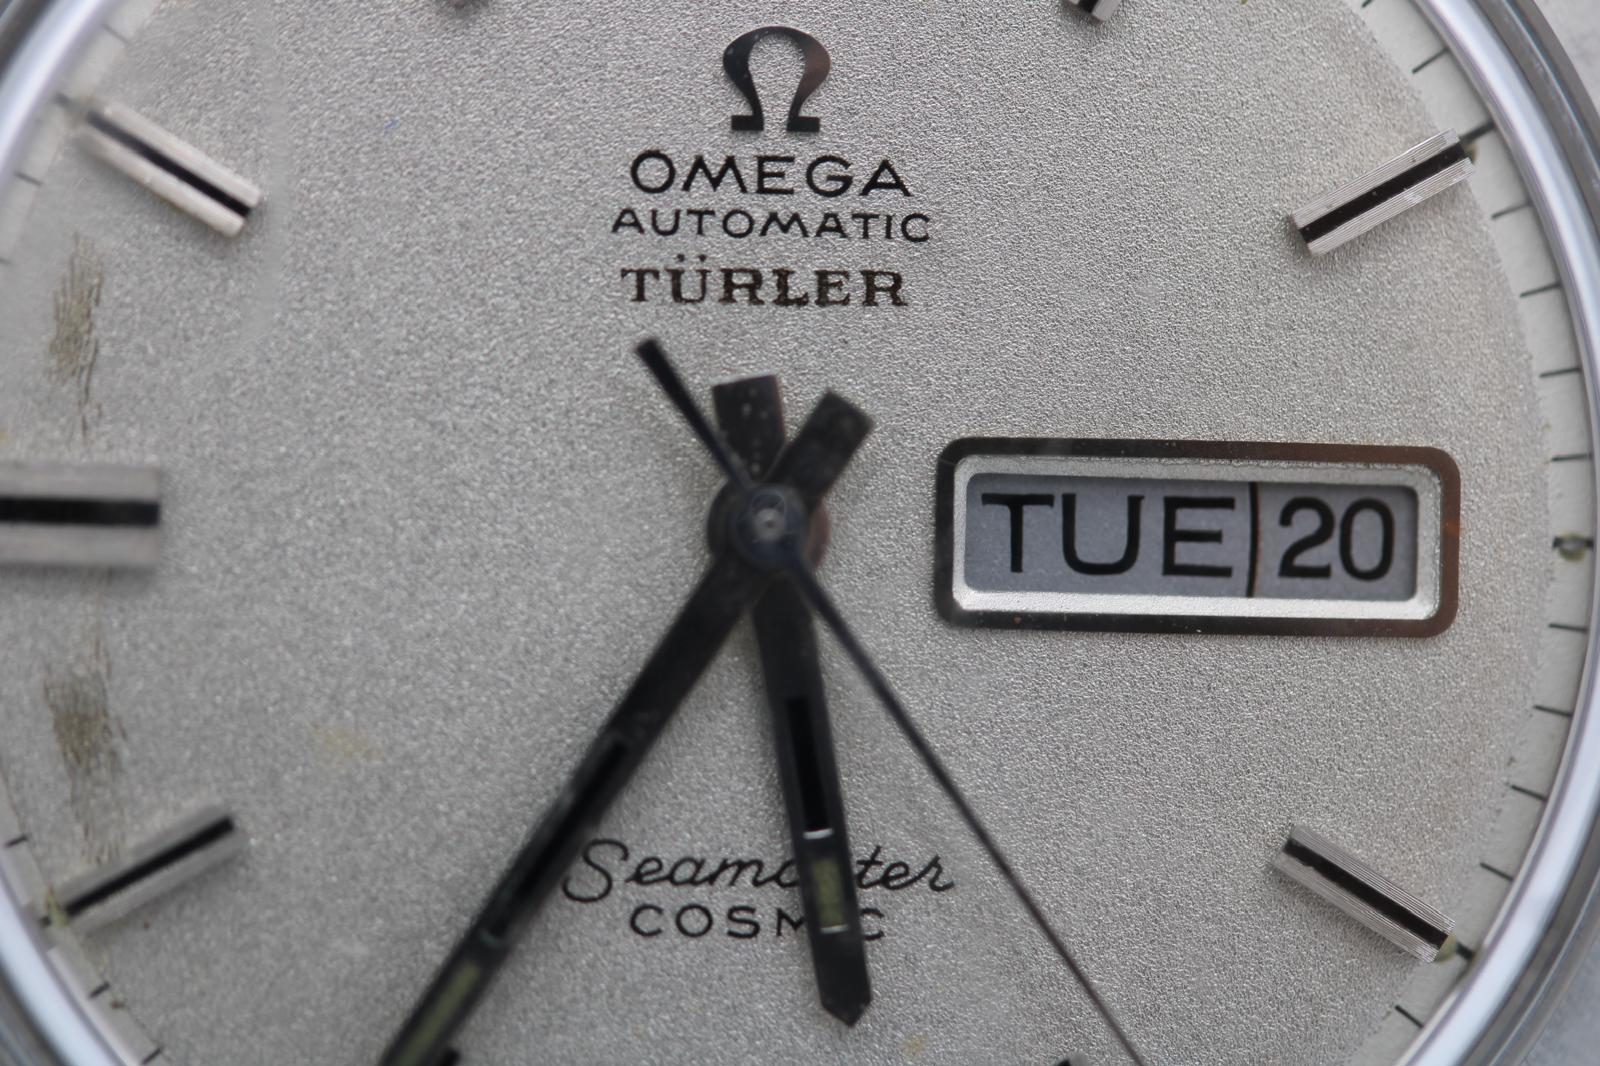 OMEGA
AUTOMATIC
TÜRLER
TUE 20
Seamaster
COSMIC